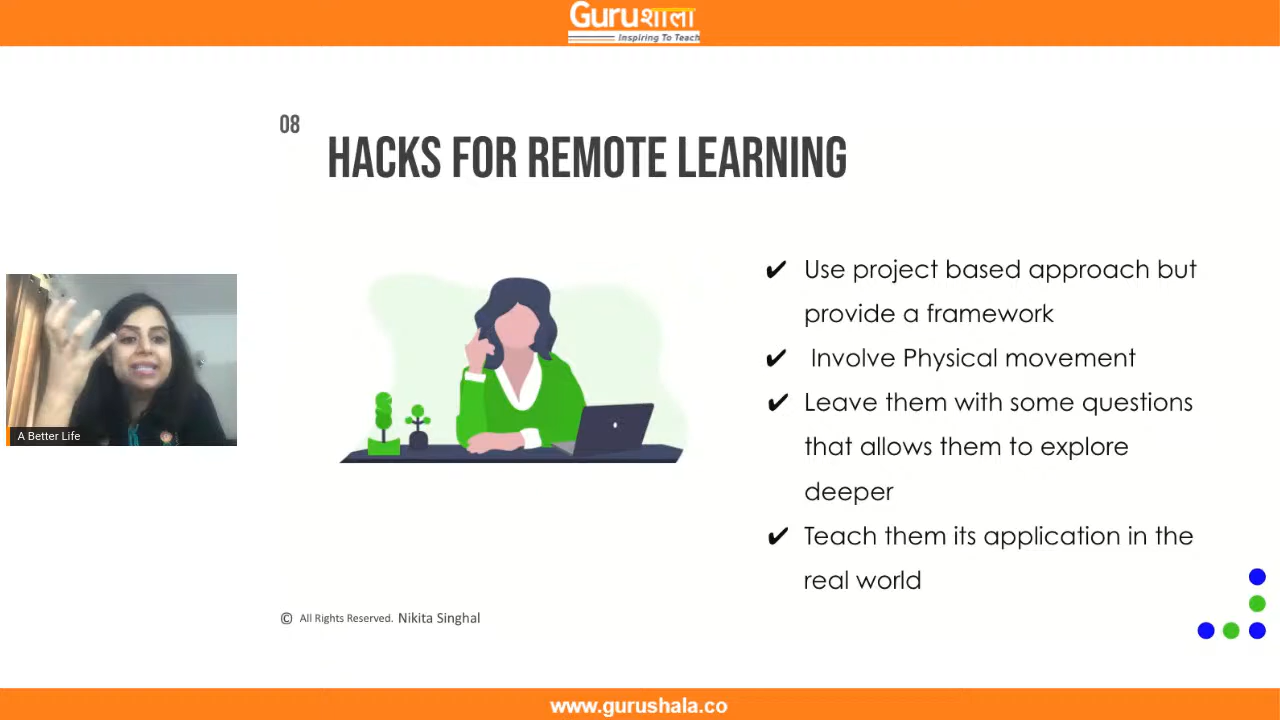 Guruशाला
Inspiring To Teach
08
HACKS FOR REMOTE LEARNING
✔ Use project based approach but
provide a framework
✔ Involve Physical movement
✔ Leave them with some questions
that allows them to explore
deeper
✔ Teach them its application in the
real world
A Better Life
© All Rights Reserved. Nikita Singhal
www.gurushala.co